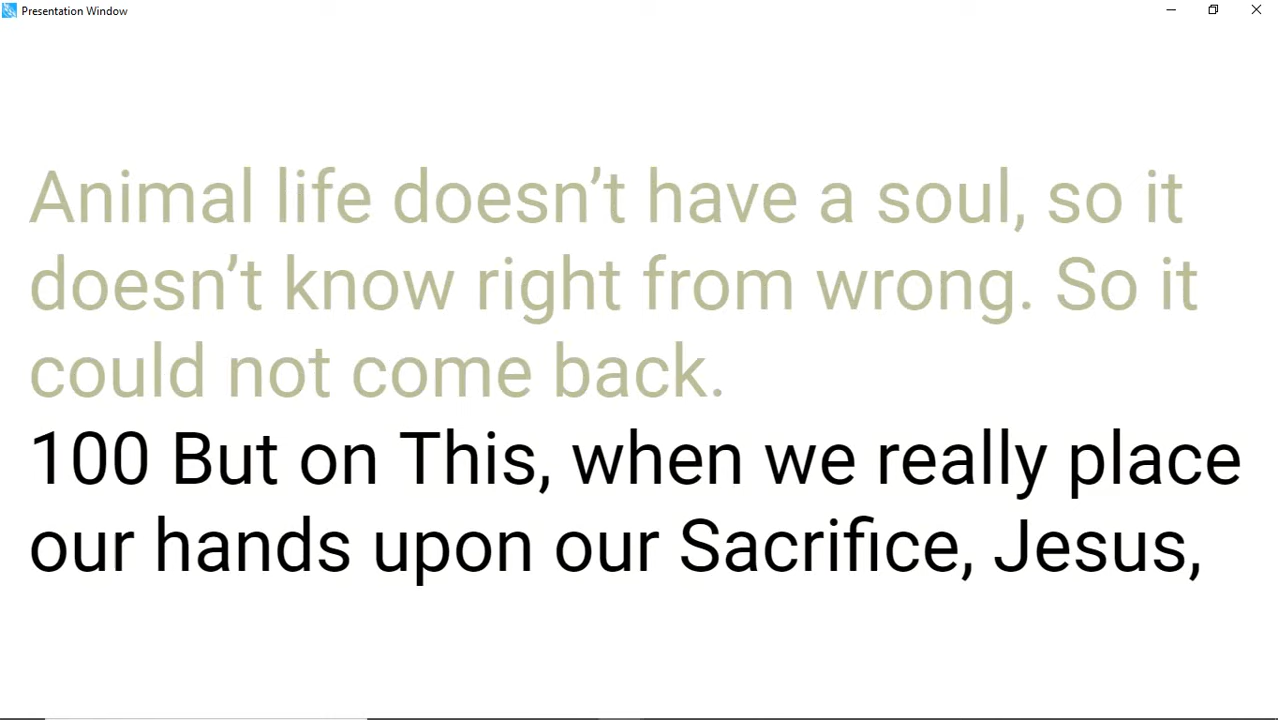 Presentation Window
Animal life doesn’t have a soul, so it
doesn’t know right from wrong. So it
could not come back.
100 But on This, when we really place
our hands upon our Sacrifice, Jesus,